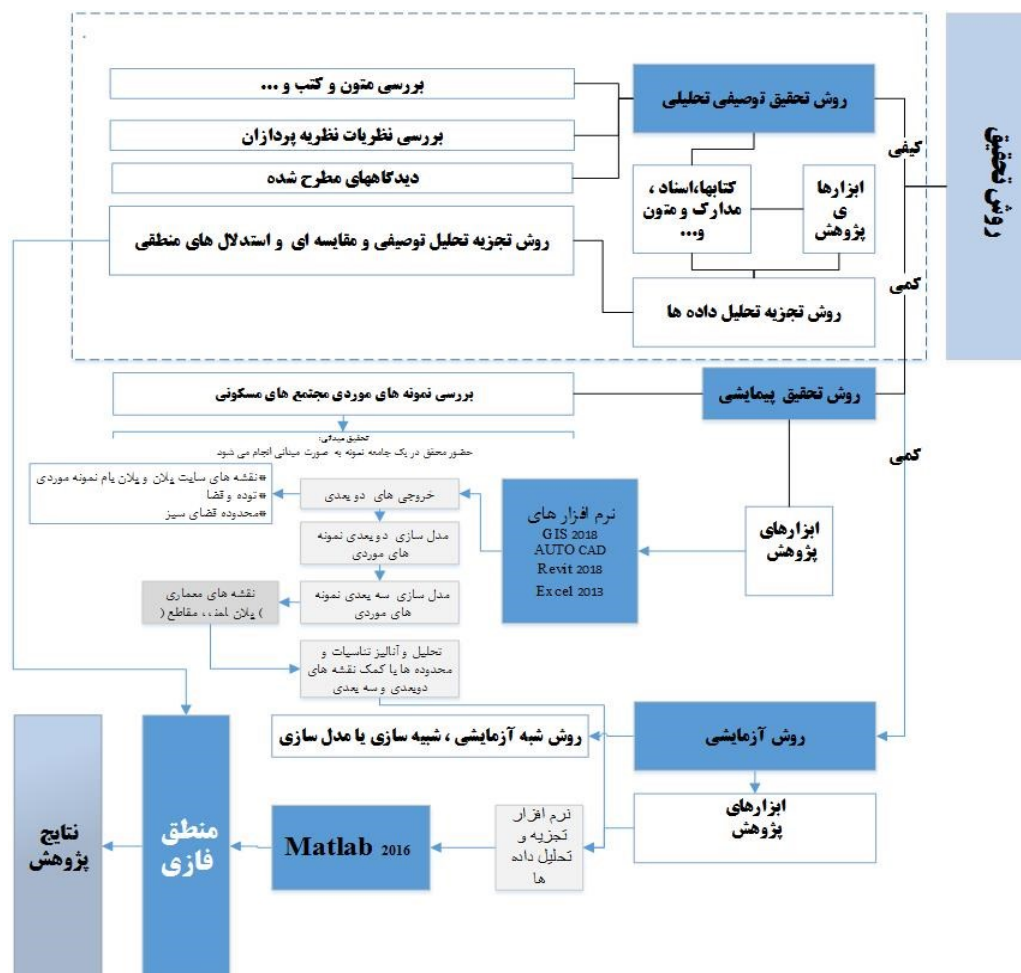 روش تحقیق
کیفی
کمی
کمی
روش تحقیق توصیفی تحلیلی
بررسی متون و کتب و ...
بررسی نظریات نظریه پردازان
دیدگاههای مطرح شده
ابزارها
ی
پژوهش
کتابها،اسناد ،
مدارک و متون
و...
روش تجزیه تحلیل داده ها
روش تجزیه تحلیل توصیفی و مقایسه ای و استدلال های منطقی
روش تحقیق پیمایشی
بررسی نمونه های موردی مجتمع های مسکونی
تحقیق میدانی:
حضور محقق در یک جامعه نمونه به صورت میدانی انجام می شود
ابزارهای
پژوهش
نرم افزار های
GIS 2018
AUTO CAD
Revit 2018
Excel 2013
خروجی های دو بعدی
#نقشه های سایت پلان و پلان بام نمونه موردی
#توده و فضا
#محدوده فضای سبز
مدل سازی دو بعدی نمونه
های موردی
مدل سازی سه بعدی نمونه
های موردی
نقشه های معماری
) پلان ،نما، مقاطع(
تحلیل و آنالیز تناسبات و
محدوده ها با کمک نقشه های
دوبعدی و سه بعدی
روش آزمایشی
روش شبه آزمایشی ، شبیه سازی یا مدل سازی
ابزارهای
پژوهش
نرم افزار
تجزیه و
تحلیل داده
ها
Matlab 2016
منطق
فازی
نتایج
پژوهش